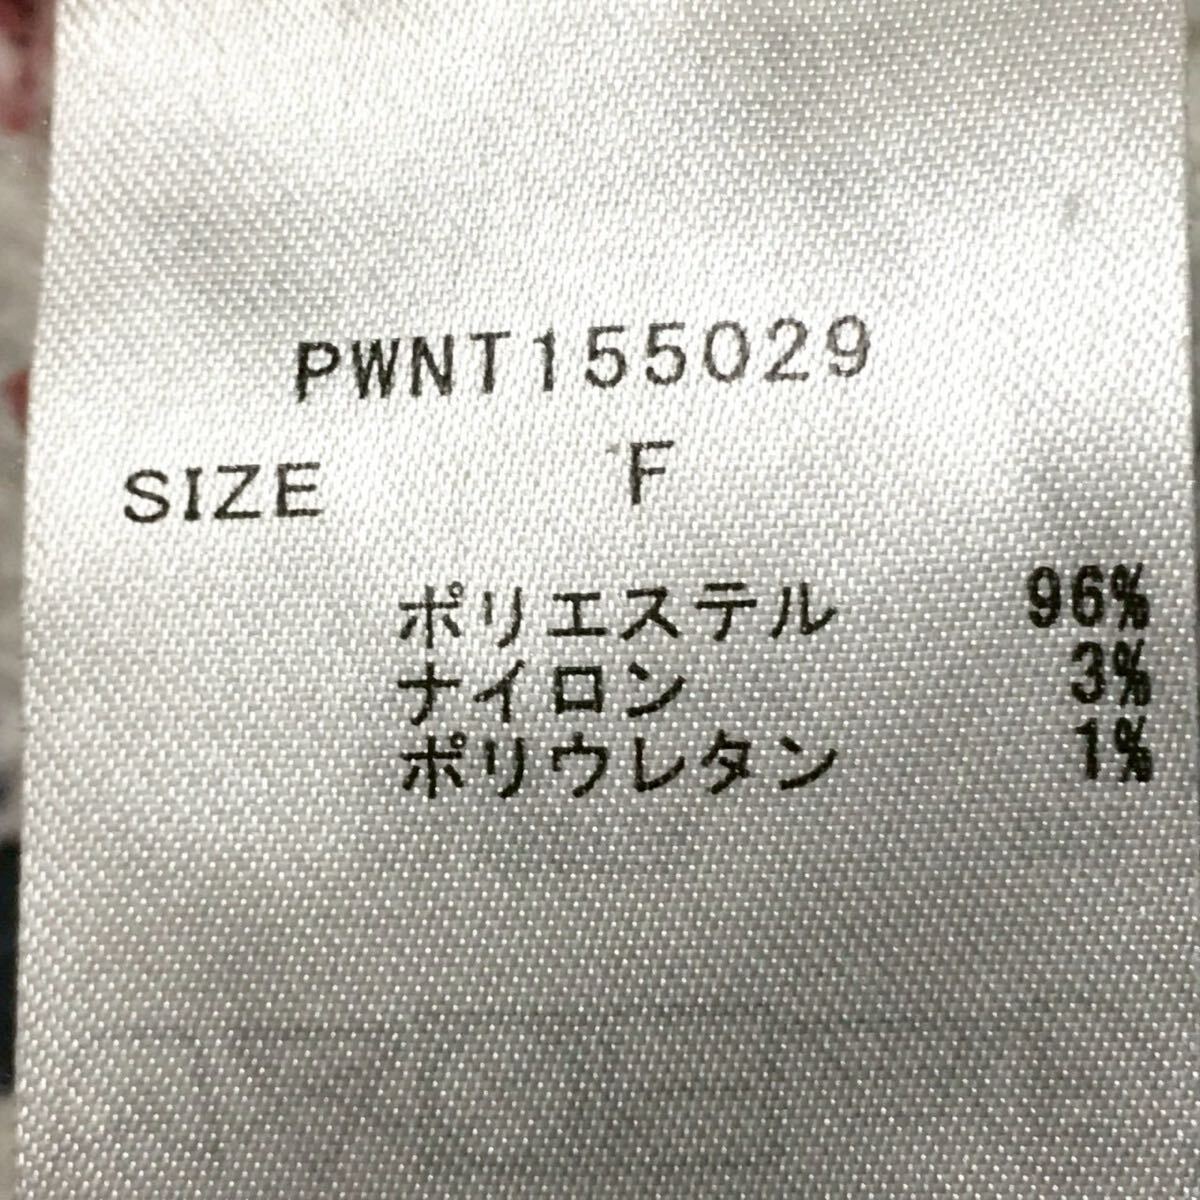 PWNT155029
SIZE F
ポリエステル 96%
ナイロン 3%
ポリウレタン 1%